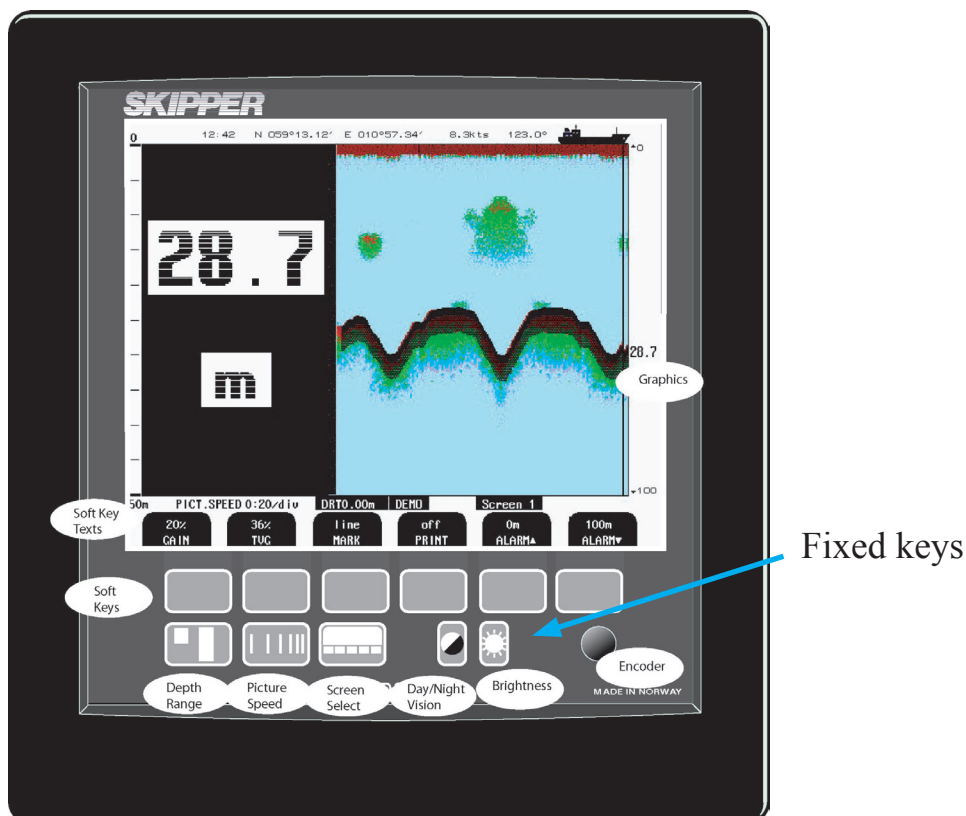 SKIPPER
0 12:42 N 059°13.12' E 010°57.34' 8.3kts 123.0°
0
28.7
m
28.7
Graphics
100
50m PICT.SPEED 0:20/div DRT0.00m DEMO Screen 1
Soft Key
Texts
20% 36% line off 0m 100m
GAIN TVG MARK PRINT ALARM▲ ALARM▼
Fixed keys
Soft
Keys
Encoder
Depth
Range
Picture
Speed
Screen
Select
Day/Night
Vision
Brightness
MADE IN NORWAY